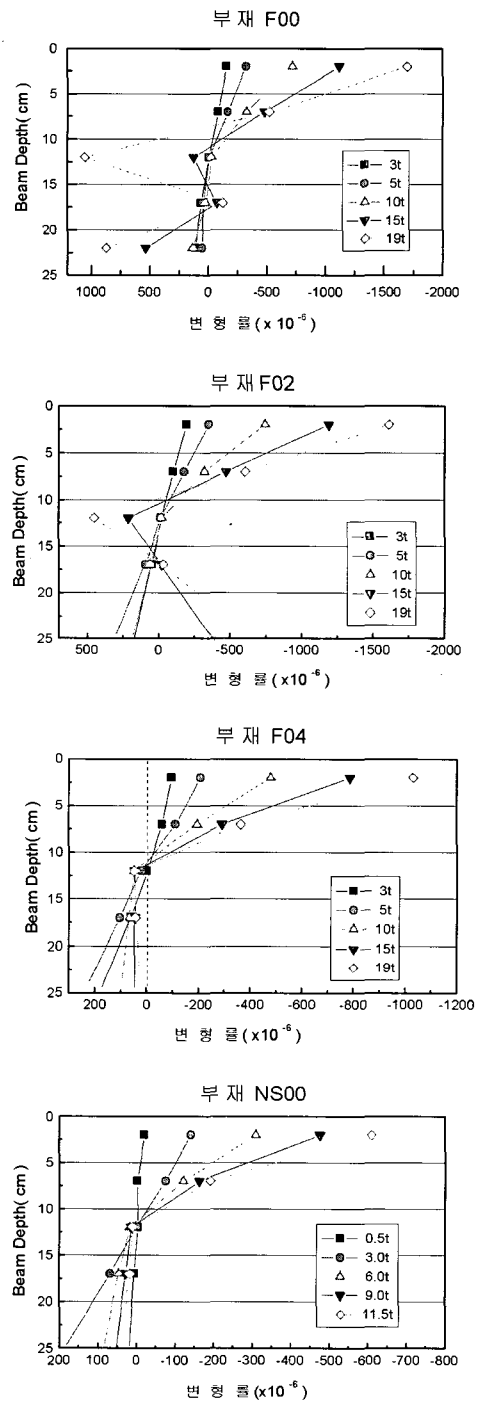 부 재 F00
0
5
10
15
20
25
Beam Depth( cm)
3t
5t
10t
15t
19t
1000 500 0 -500 -1000 -1500 -2000
변 형 률 (x 10 -6 )
부 재 F02
0
5
10
15
20
25
Beam Depth( cm)
3t
5t
10t
15t
19t
500 0 -500 -1000 -1500 -2000
변 형 률 (x10 -6 )
부 재 F04
0
5
10
15
20
25
Beam Depth( cm)
3t
5t
10t
15t
19t
200 0 -200 -400 -600 -800 -1000 -1200
변 형 률 (x10 -6 )
부 재 NS00
0
5
10
15
20
25
Beam Depth( cm)
0.5t
3.0t
6.0t
9.0t
11.5t
200 100 0 -100 -200 -300 -400 -500 -600 -700 -800
변 형 률 (x10 -6 )